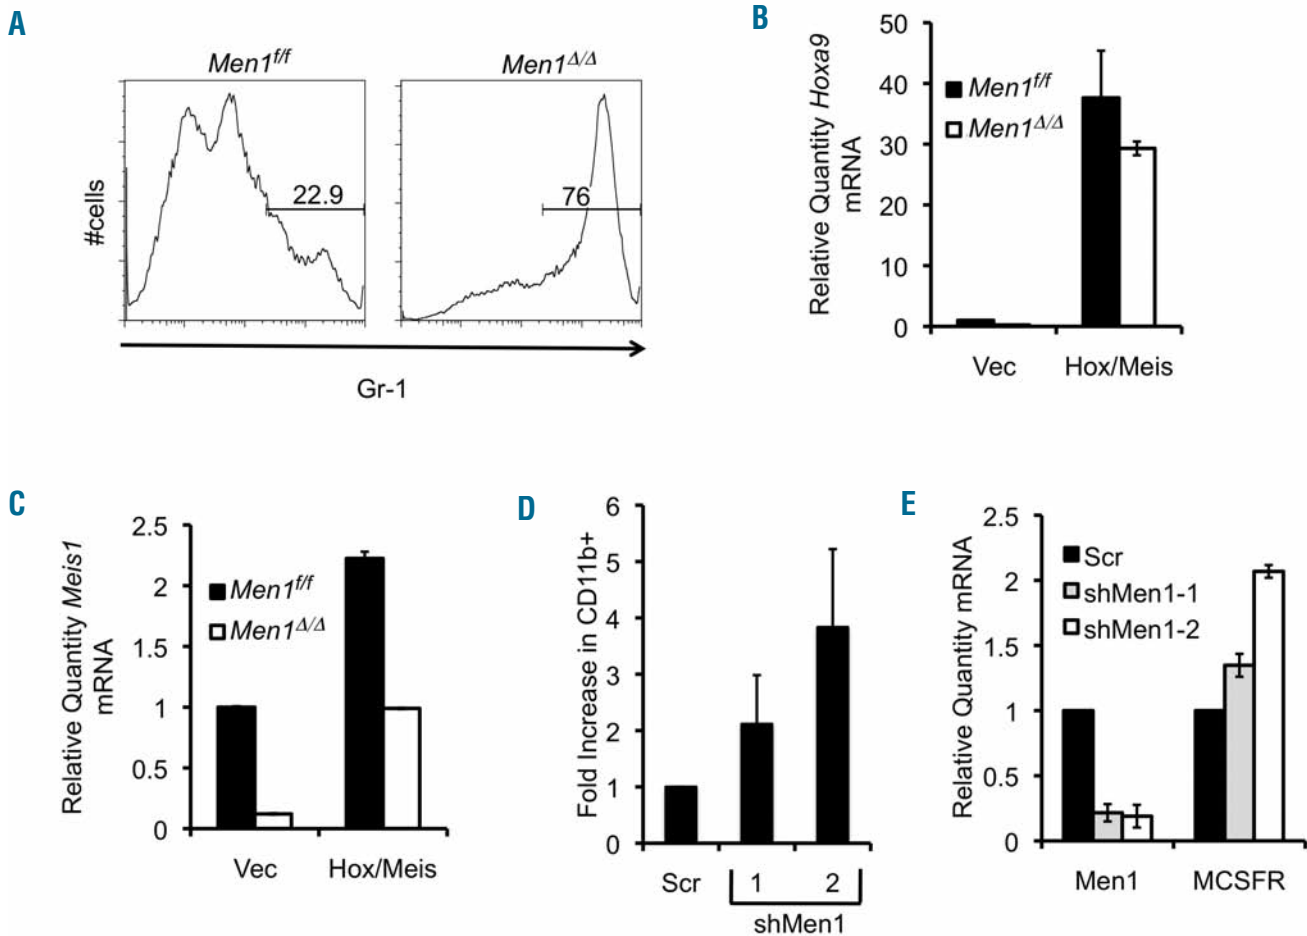 A
Men1f/f
Men1Δ/Δ
#cells
22.9
76
Gr-1
B
Relative Quantity Hoxa9
mRNA
50
40
30
20
10
0
Men1f/f
Men1Δ/Δ
Vec
Hox/Meis
C
Relative Quantity Meis1
mRNA
2.5
2
1.5
1
0.5
0
Men1f/f
Men1Δ/Δ
Vec
Hox/Meis
D
Fold Increase in CD11b+
6
5
4
3
2
1
0
Scr
1
2
shMen1
E
Relative Quantity mRNA
2.5
2
1.5
1
0.5
0
Scr
shMen1-1
shMen1-2
Men1
MCSFR